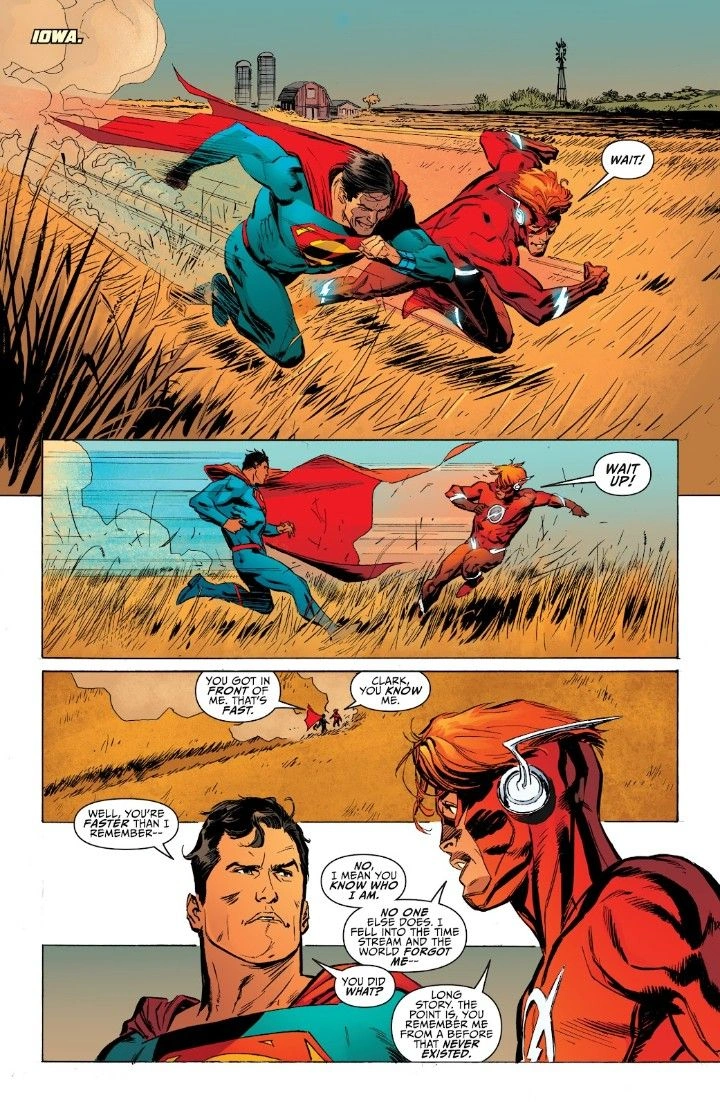 IOWA.
WAIT!
WAIT
UP!
YOU GOT IN
FRONT OF
ME. THAT'S
FAST.
CLARK,
YOU KNOW
ME.
WELL, YOU'RE
FASTER THAN I
REMEMBER--
NO,
I MEAN YOU
KNOW WHO
I AM.
NO ONE
ELSE DOES. I
FELL INTO THE TIME
STREAM AND THE
WORLD FORGOT
ME--
YOU DID
WHAT?
LONG
STORY. THE
POINT IS, YOU
REMEMBER ME
FROM A BEFORE
THAT NEVER
EXISTED.